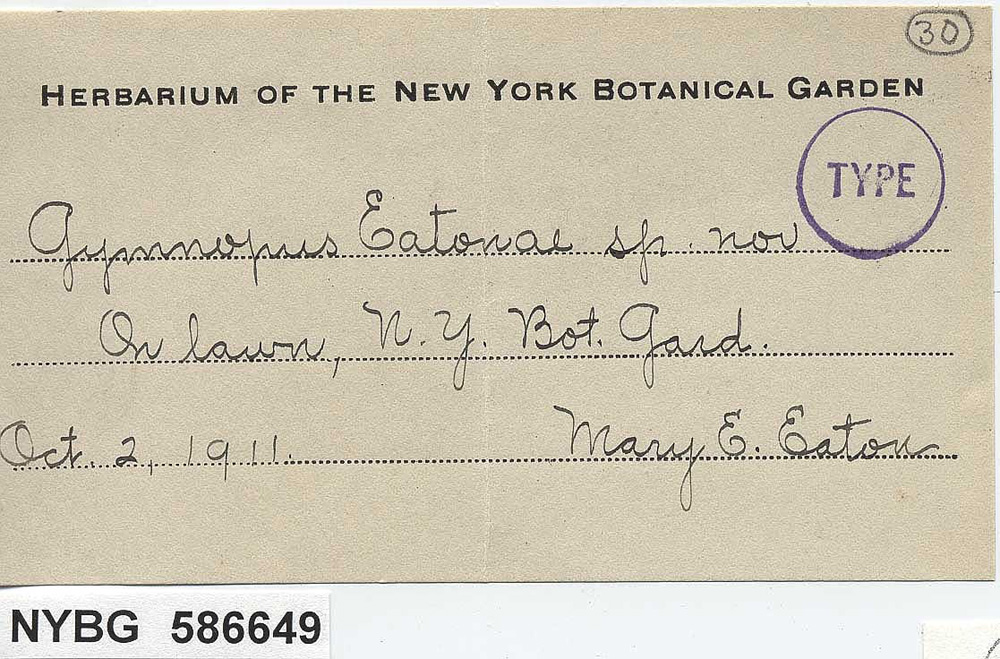 30
HERBARIUM OF THE NEW YORK BOTANICAL GARDEN
TYPE
Gymnopus Eatonae sp. nov
On lawn, N. Y. Bot. Gard.
Oct. 2, 1911. Mary E. Eaton.
NYBG 586649